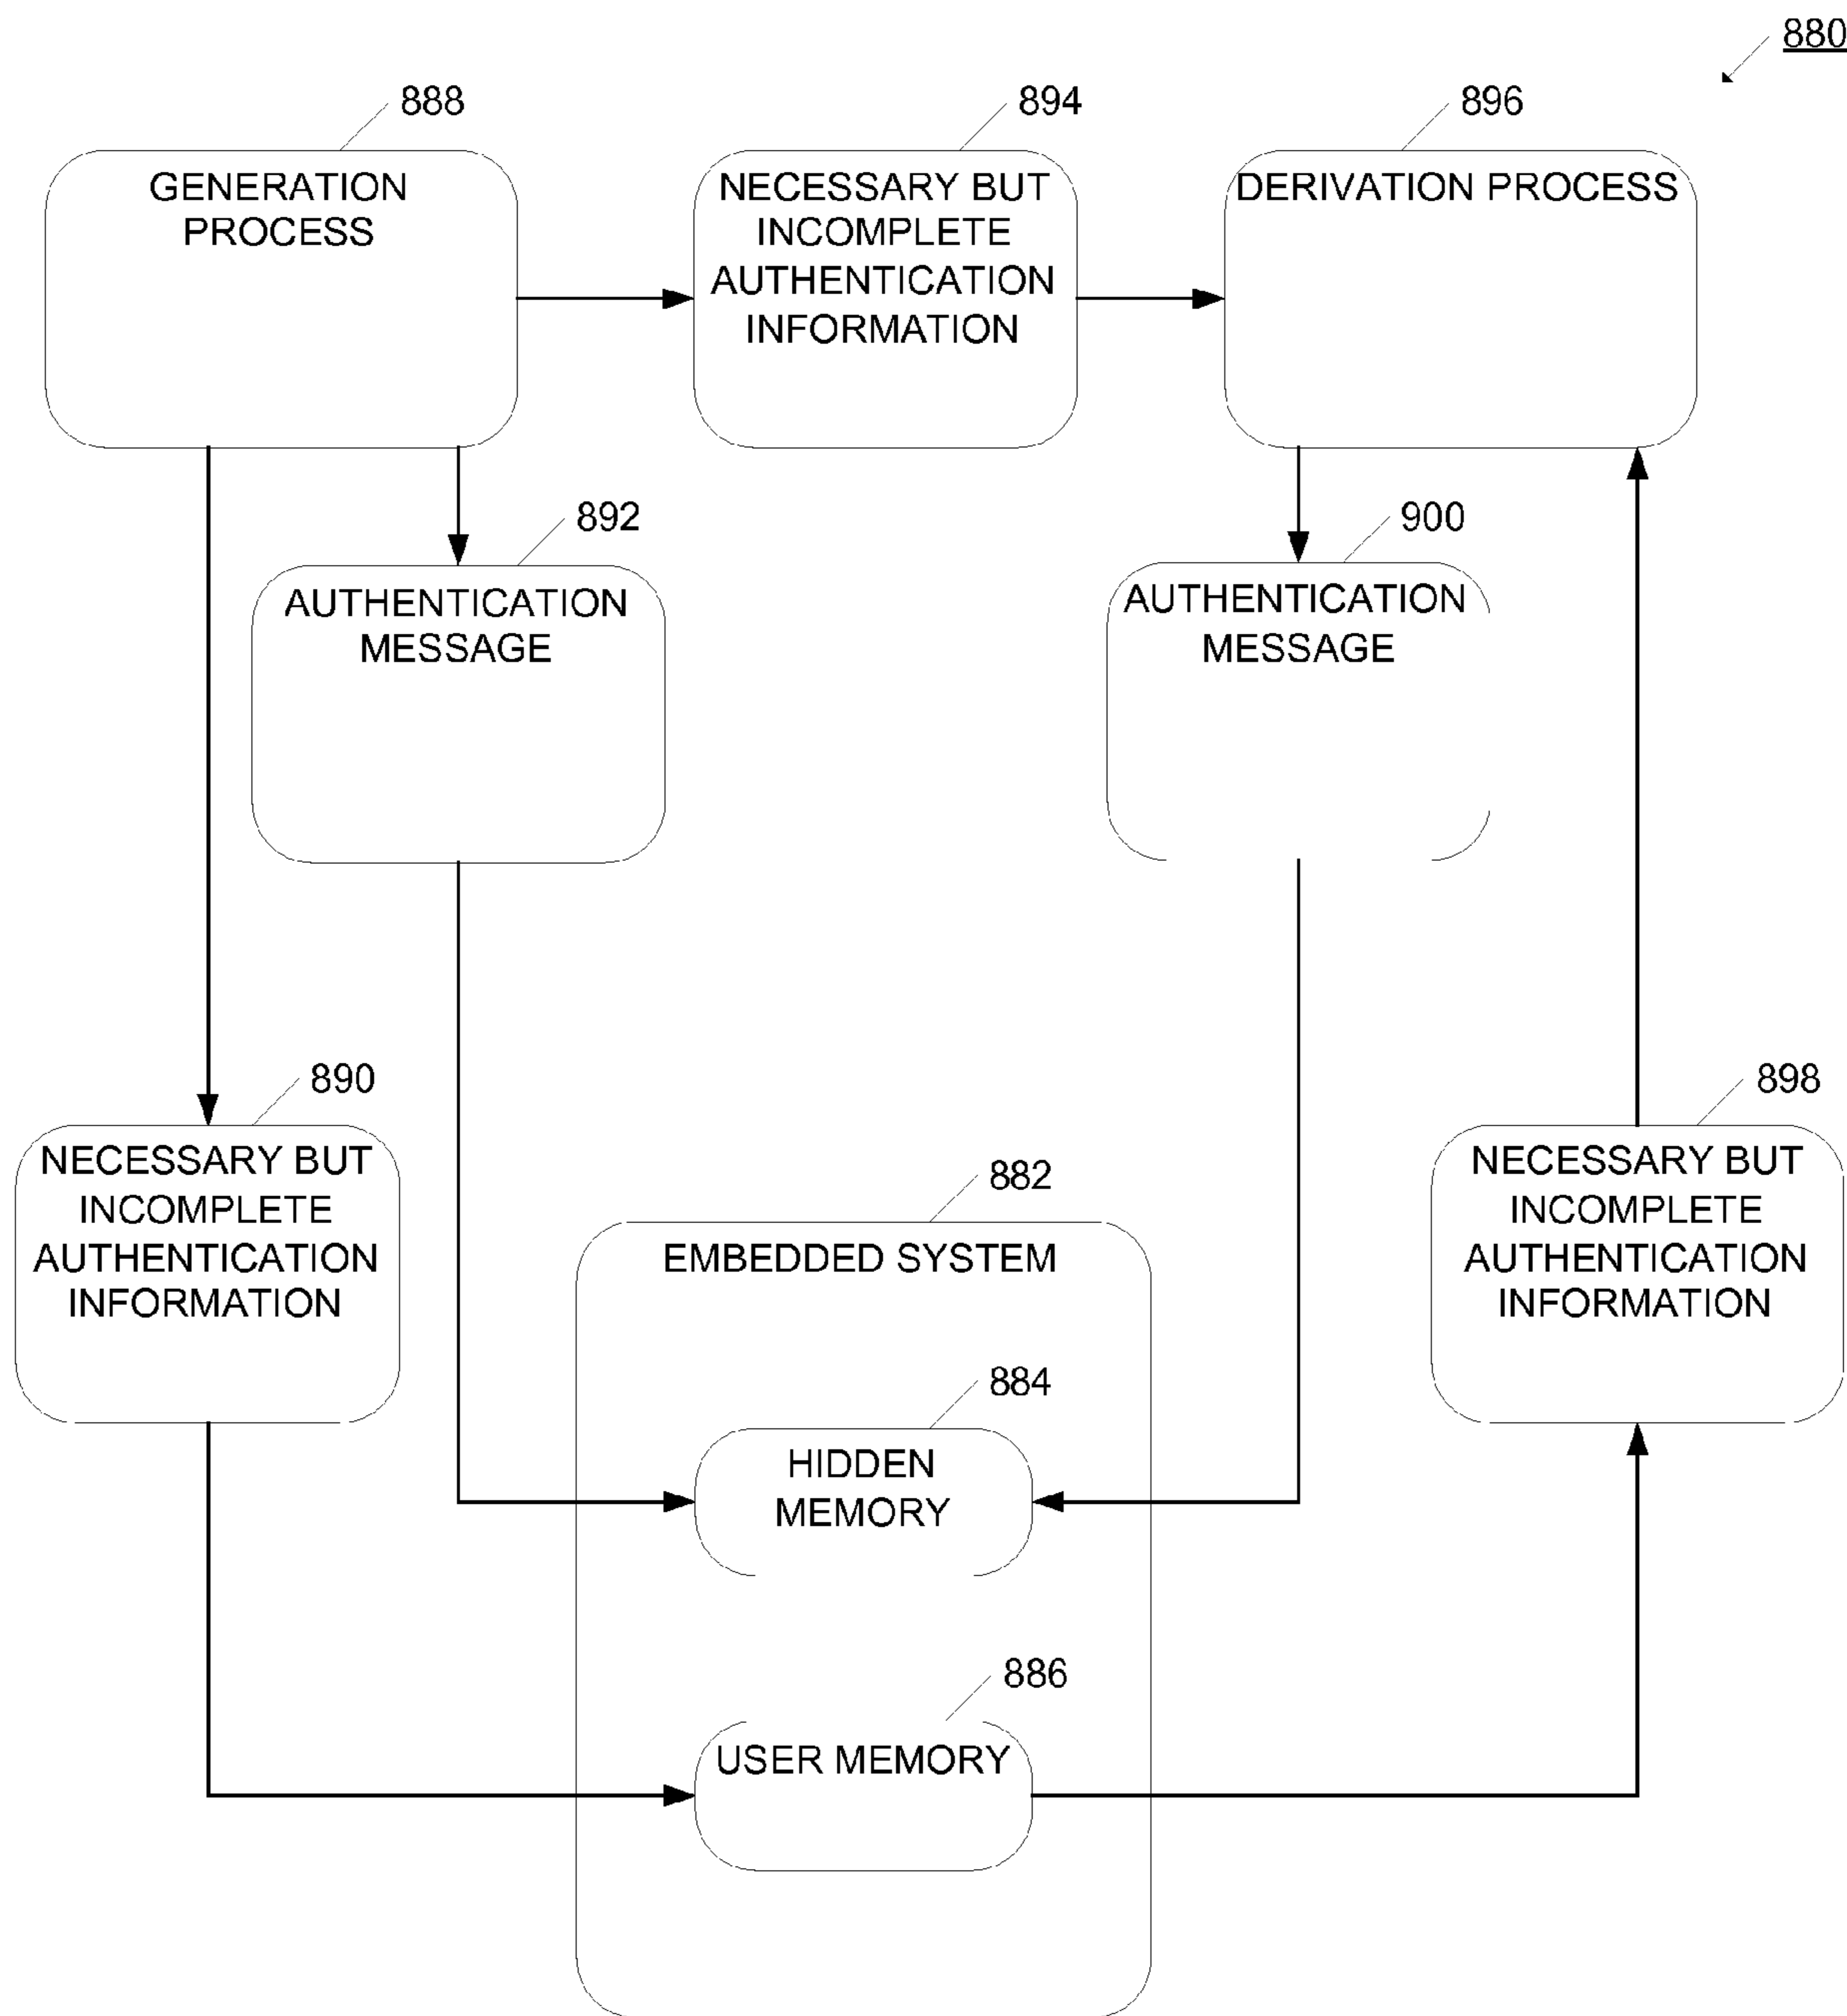 880
888
GENERATION
PROCESS
894
NECESSARY BUT
INCOMPLETE
AUTHENTICATION
INFORMATION
896
DERIVATION PROCESS
892
AUTHENTICATION
MESSAGE
900
AUTHENTICATION
MESSAGE
890
NECESSARY BUT
INCOMPLETE
AUTHENTICATION
INFORMATION
882
EMBEDDED SYSTEM
884
HIDDEN
MEMORY
886
USER MEMORY
898
NECESSARY BUT
INCOMPLETE
AUTHENTICATION
INFORMATION